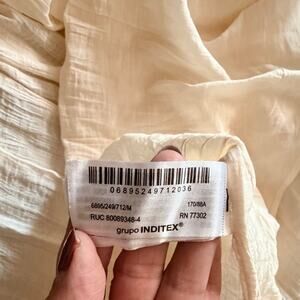 06895249712036
6895/249/712/M 170/88A
RUC 80089348-4 RN 77302
grupo INDITEX®